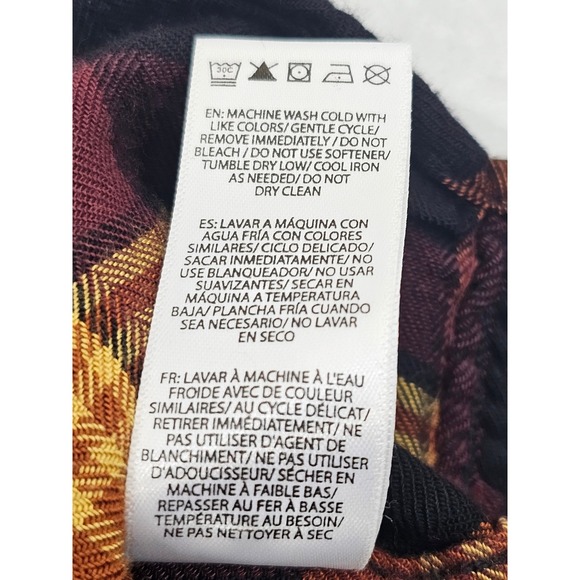 30C
EN: MACHINE WASH COLD WITH
LIKE COLORS/ GENTLE CYCLE/
REMOVE IMMEDIATELY / DO NOT
BLEACH / DO NOT USE SOFTENER/
TUMBLE DRY LOW/ COOL IRON
AS NEEDED/ DO NOT
DRY CLEAN
ES: LAVAR A MÁQUINA CON
AGUA FRÍA CON COLORES
SIMILARES/ CICLO DELICADO/
SACAR INMEDIATAMENTE/ NO
USE BLANQUEADOR/ NO USAR
SUAVIZANTES/ SECAR EN
MÁQUINA A TEMPERATURA
BAJA/ PLANCHA FRÍA CUANDO
SEA NECESARIO/ NO LAVAR
EN SECO
FR: LAVAR À MACHINE À L'EAU
FROIDE AVEC DE COULEUR
SIMILAIRES/ AU CYCLE DÉLICAT/
RETIRER IMMÉDIATEMENT/ NE
PAS UTILISER D'AGENT DE
BLANCHIMENT/ NE PAS UTILISER
D'ADOUCISSEUR/ SÉCHER EN
MACHINE À FAIBLE BAS/
REPASSER AU FER À BASSE
TEMPÉRATURE AU BESOIN/
NE PAS NETTOYER À SEC